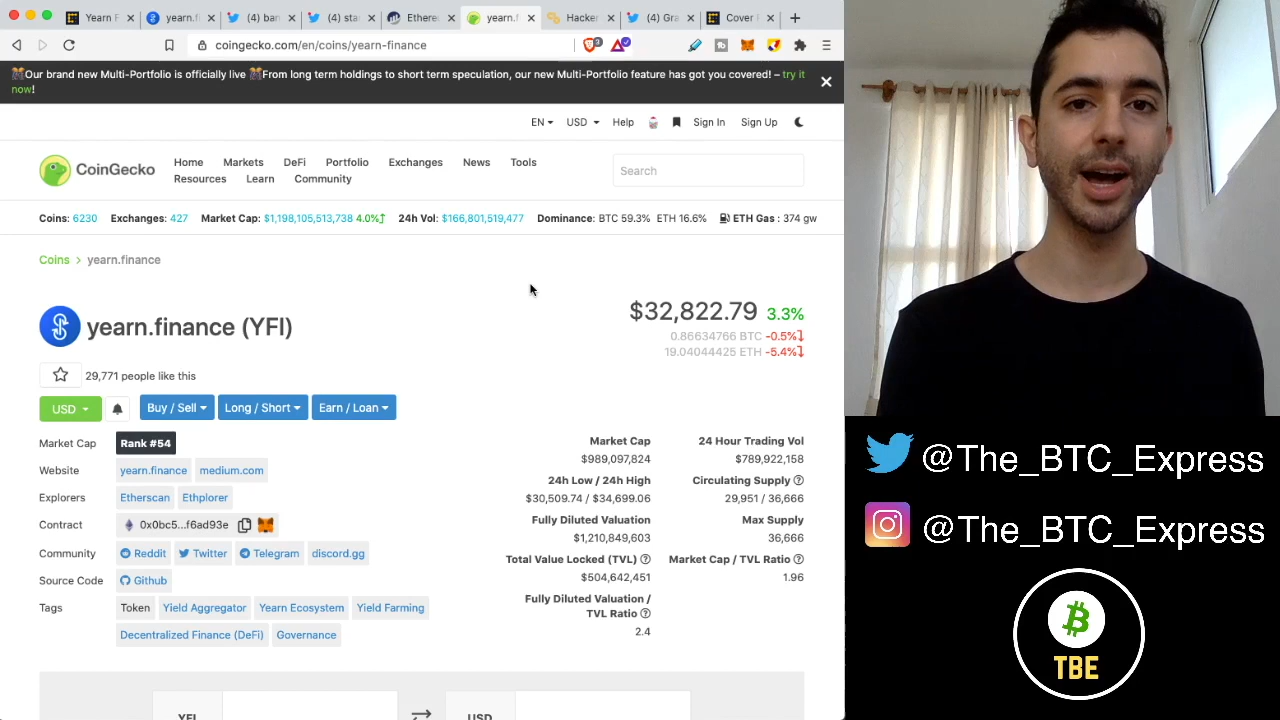 Yearn F
yearn.fi
(4) ban
(4) sta
Ethere
yearn.f
Hacker
(4) Gra
Cover
coingecko.com/en/coins/yearn-finance
Our brand new Multi-Portfolio is officially live From long term holdings to short term speculation, our new Multi-Portfolio feature has got you covered! – try it
now!
EN USD Help Sign In Sign Up
CoinGecko
Home Markets DeFi Portfolio Exchanges News Tools
Resources Learn Community
Search
Coins: 6230 Exchanges: 427 Market Cap: $1,198,105,513,738 4.0% 24h Vol: $166,801,519,477 Dominance: BTC 59.3% ETH 16.6% ETH Gas : 374 gw
Coins > yearn.finance
yearn.finance (YFI)
$32,822.79 3.3%
0.86634766 BTC -0.5%
19.04044425 ETH -5.4%
29,771 people like this
USD Buy / Sell Long / Short Earn / Loan
Market Cap Rank #54
Website yearn.finance medium.com
Explorers Etherscan Ethplorer
Contract 0x0bc5...f6ad93e
Community Reddit Twitter Telegram discord.gg
Source Code Github
Tags Token Yield Aggregator Yearn Ecosystem Yield Farming
Decentralized Finance (DeFi) Governance
Market Cap 24 Hour Trading Vol
$989,097,824 $789,922,158
24h Low / 24h High Circulating Supply
$30,509.74 / $34,699.06 29,951 / 36,666
Fully Diluted Valuation Max Supply
$1,210,849,603 36,666
Total Value Locked (TVL) Market Cap / TVL Ratio
$504,642,451 1.96
Fully Diluted Valuation /
TVL Ratio
2.4
YFI USD
@The_BTC_Express
@The_BTC_Express
TBE